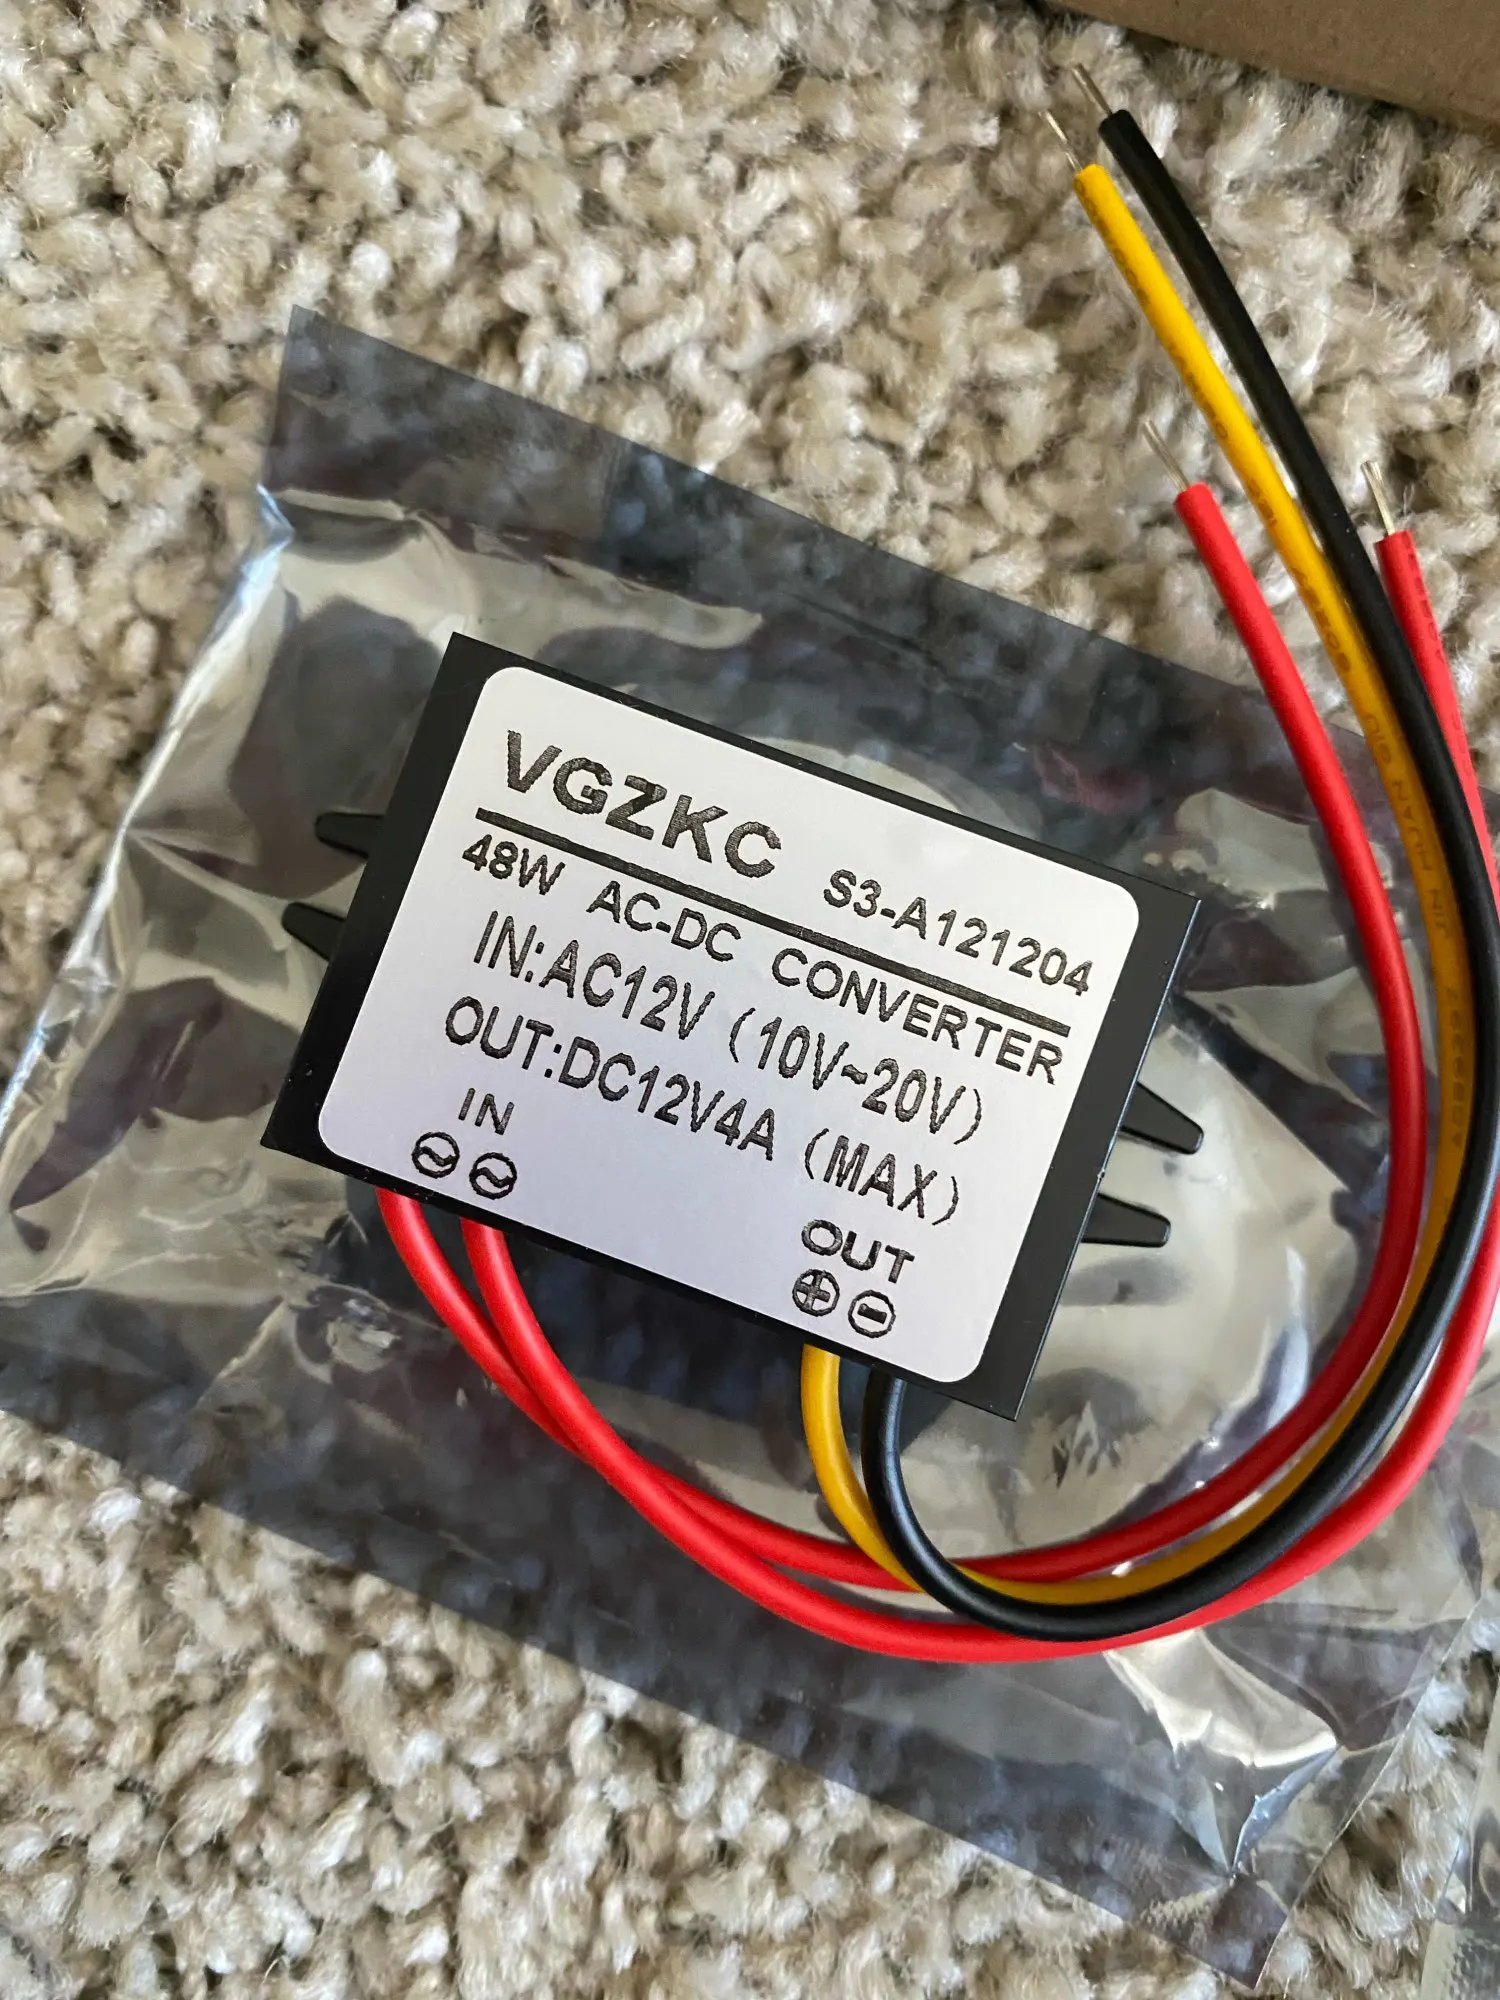 VGZKC S3-A121204
48W AC-DC CONVERTER
IN:AC12V (10V~20V)
OUT:DC12V4A (MAX)
IN
OUT
+ -